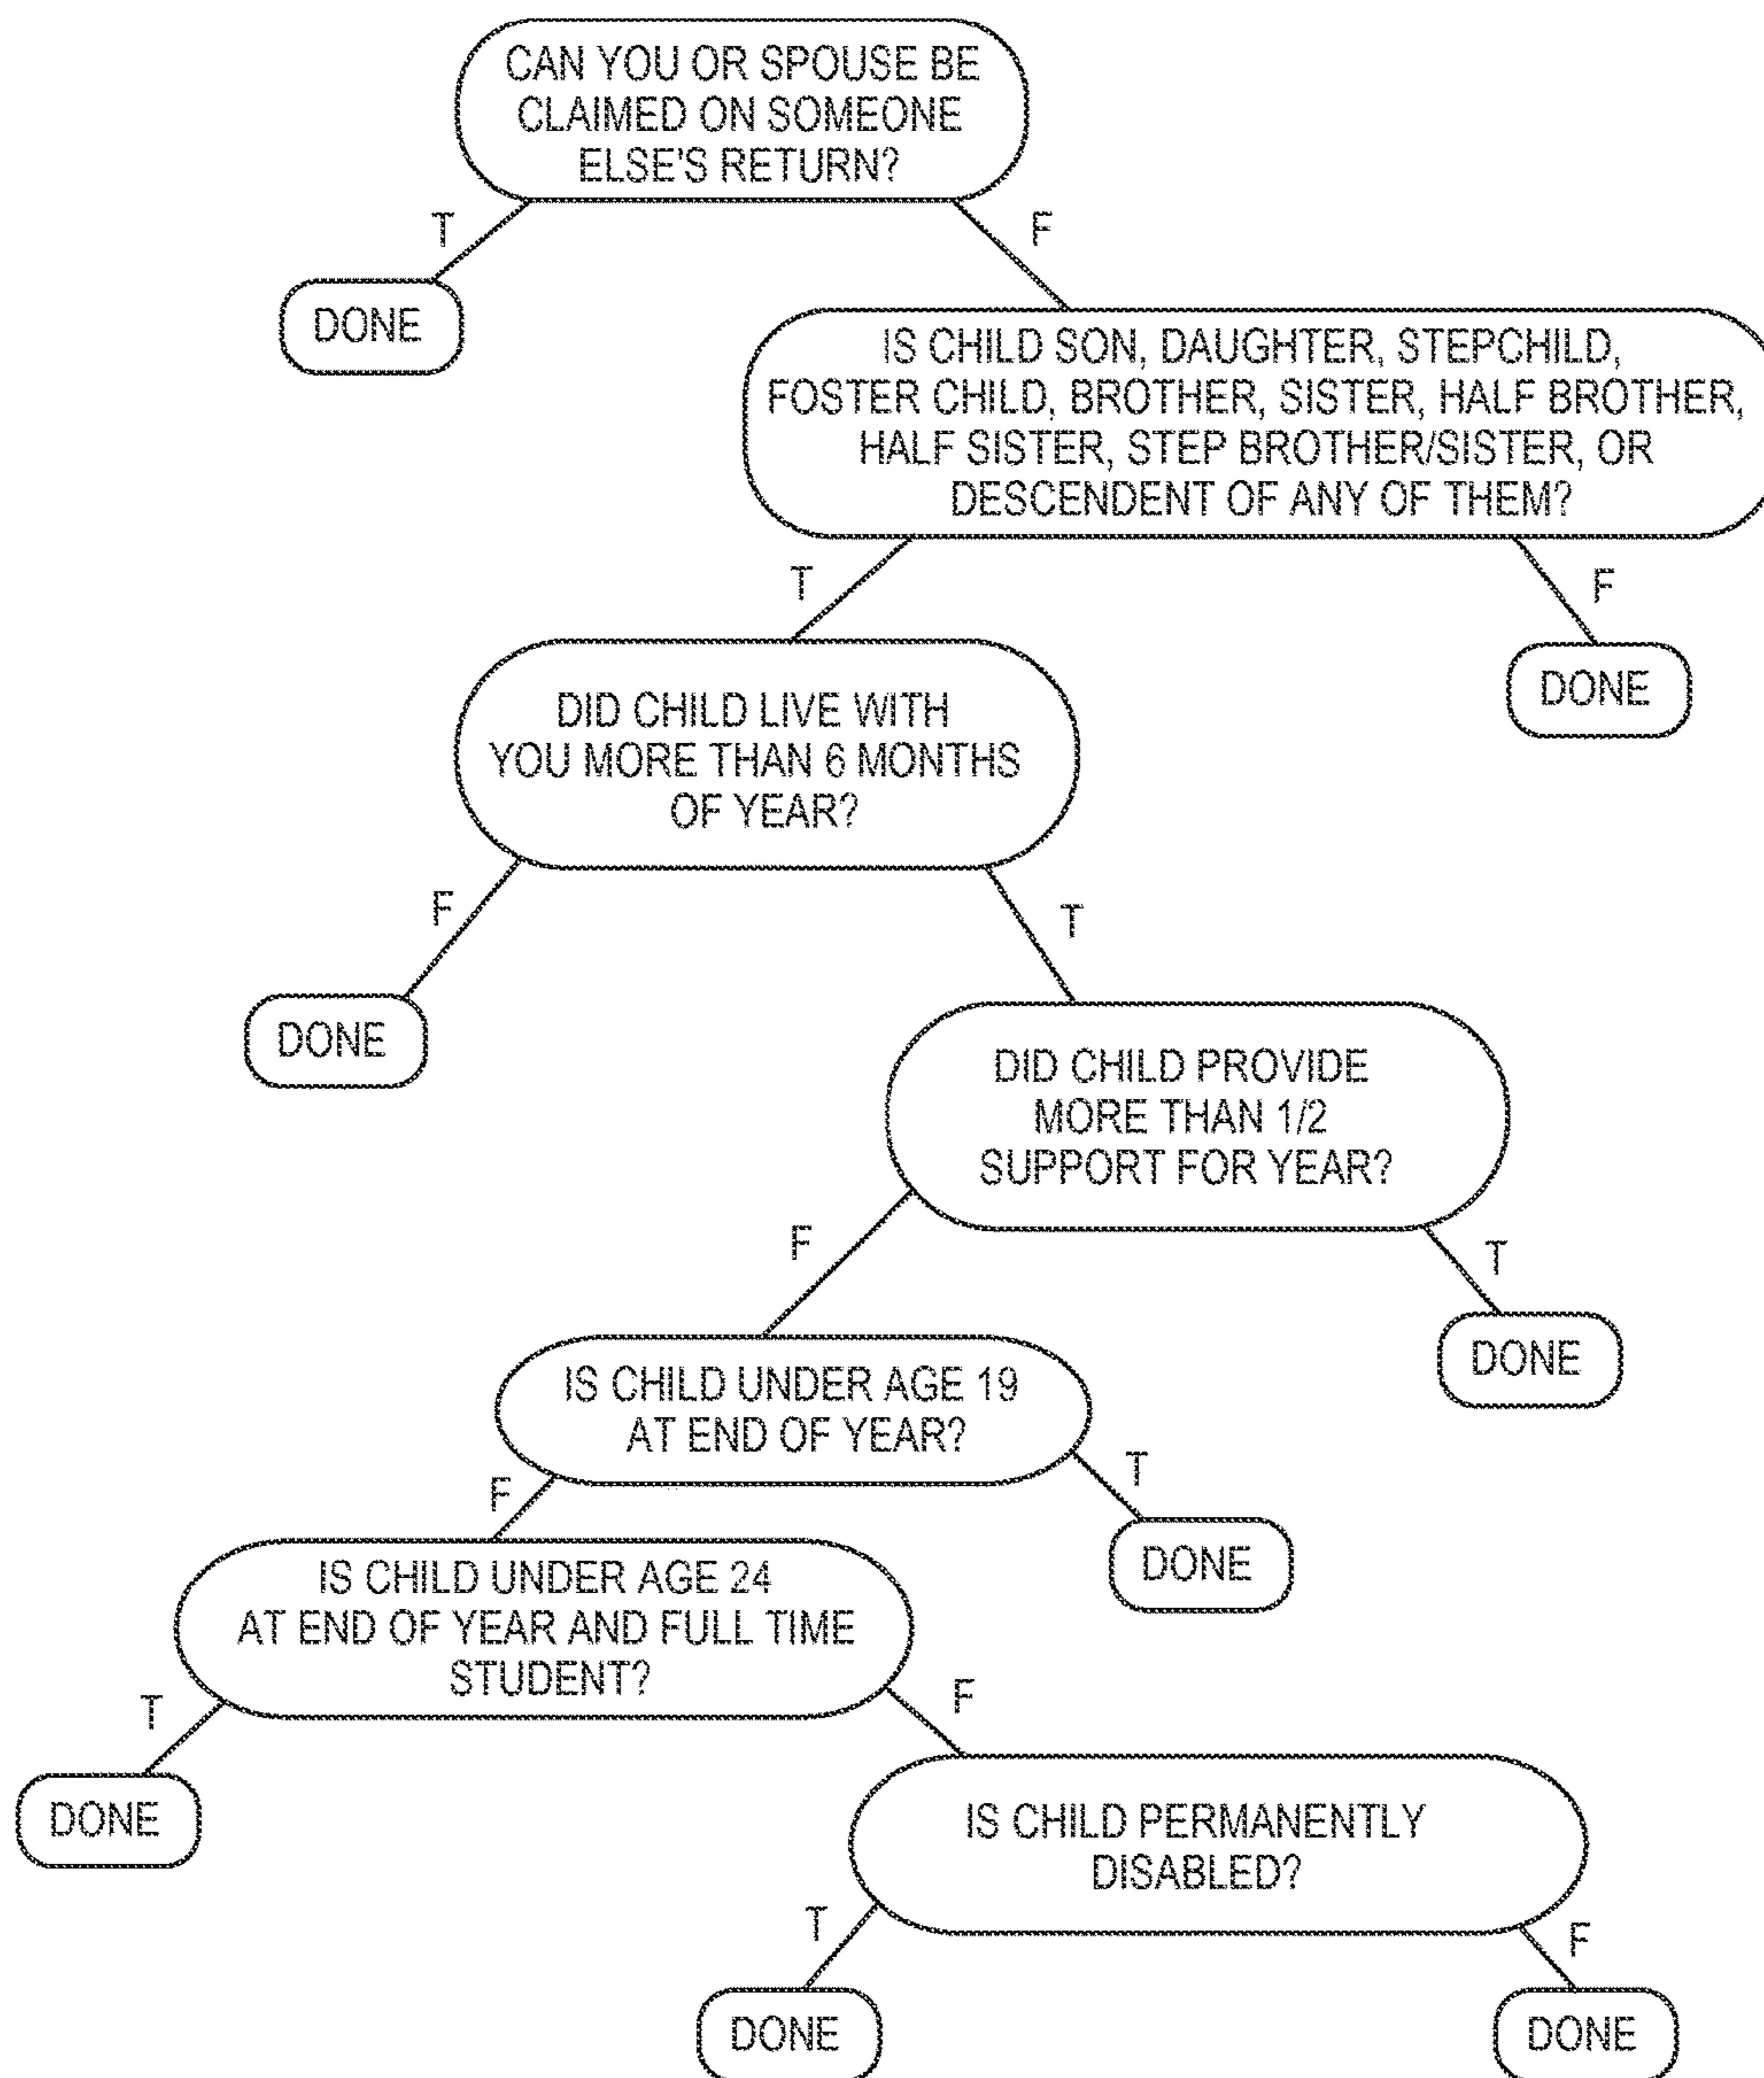 CAN YOU OR SPOUSE BE
CLAIMED ON SOMEONE
ELSE'S RETURN?
T
F
DONE
IS CHILD SON, DAUGHTER, STEPCHILD,
FOSTER CHILD, BROTHER, SISTER, HALF BROTHER,
HALF SISTER, STEP BROTHER/SISTER, OR
DESCENDENT OF ANY OF THEM?
T
F
DONE
DID CHILD LIVE WITH
YOU MORE THAN 6 MONTHS
OF YEAR?
F
T
DONE
DID CHILD PROVIDE
MORE THAN 1/2
SUPPORT FOR YEAR?
F
T
DONE
IS CHILD UNDER AGE 19
AT END OF YEAR?
F
T
DONE
IS CHILD UNDER AGE 24
AT END OF YEAR AND FULL TIME
STUDENT?
T
F
DONE
IS CHILD PERMANENTLY
DISABLED?
T
F
DONE
DONE